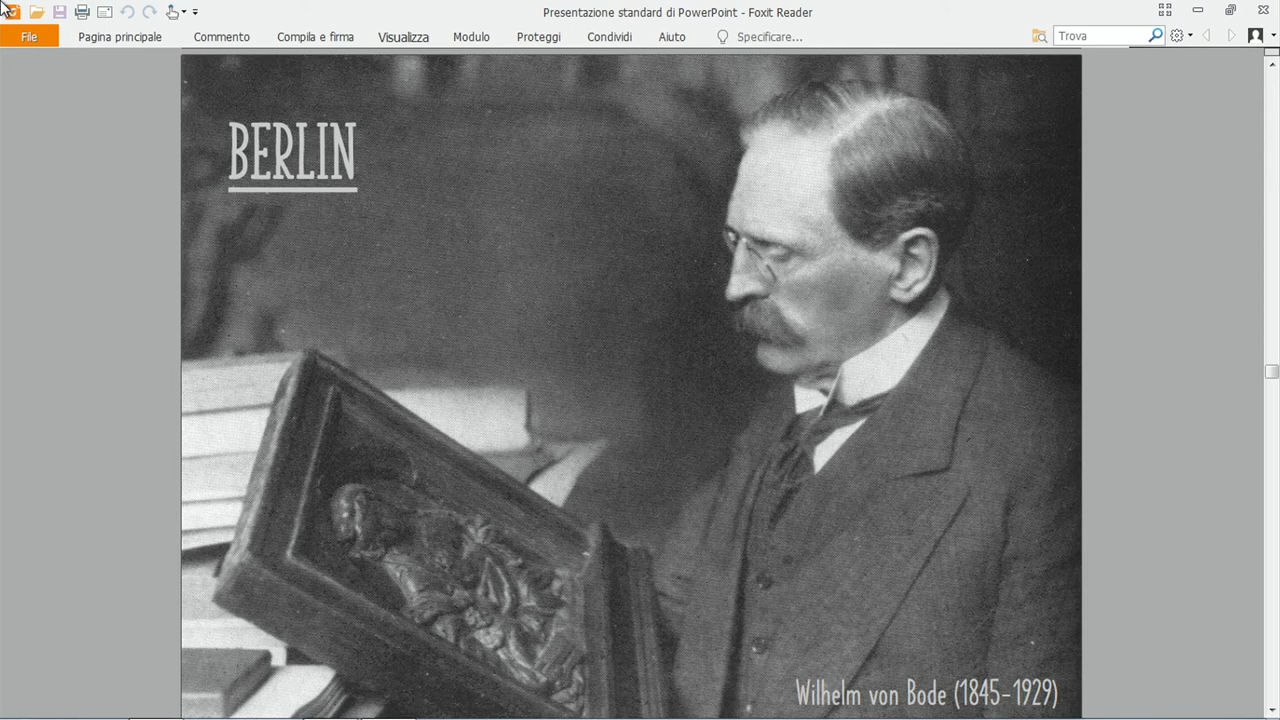 Presentazione standard di PowerPoint - Foxit Reader
File Pagina principale Commento Compila e firma Visualizza Modulo Proteggi Condividi Aiuto Specificare... Trova
BERLIN
Wilhelm von Bode (1845-1929)